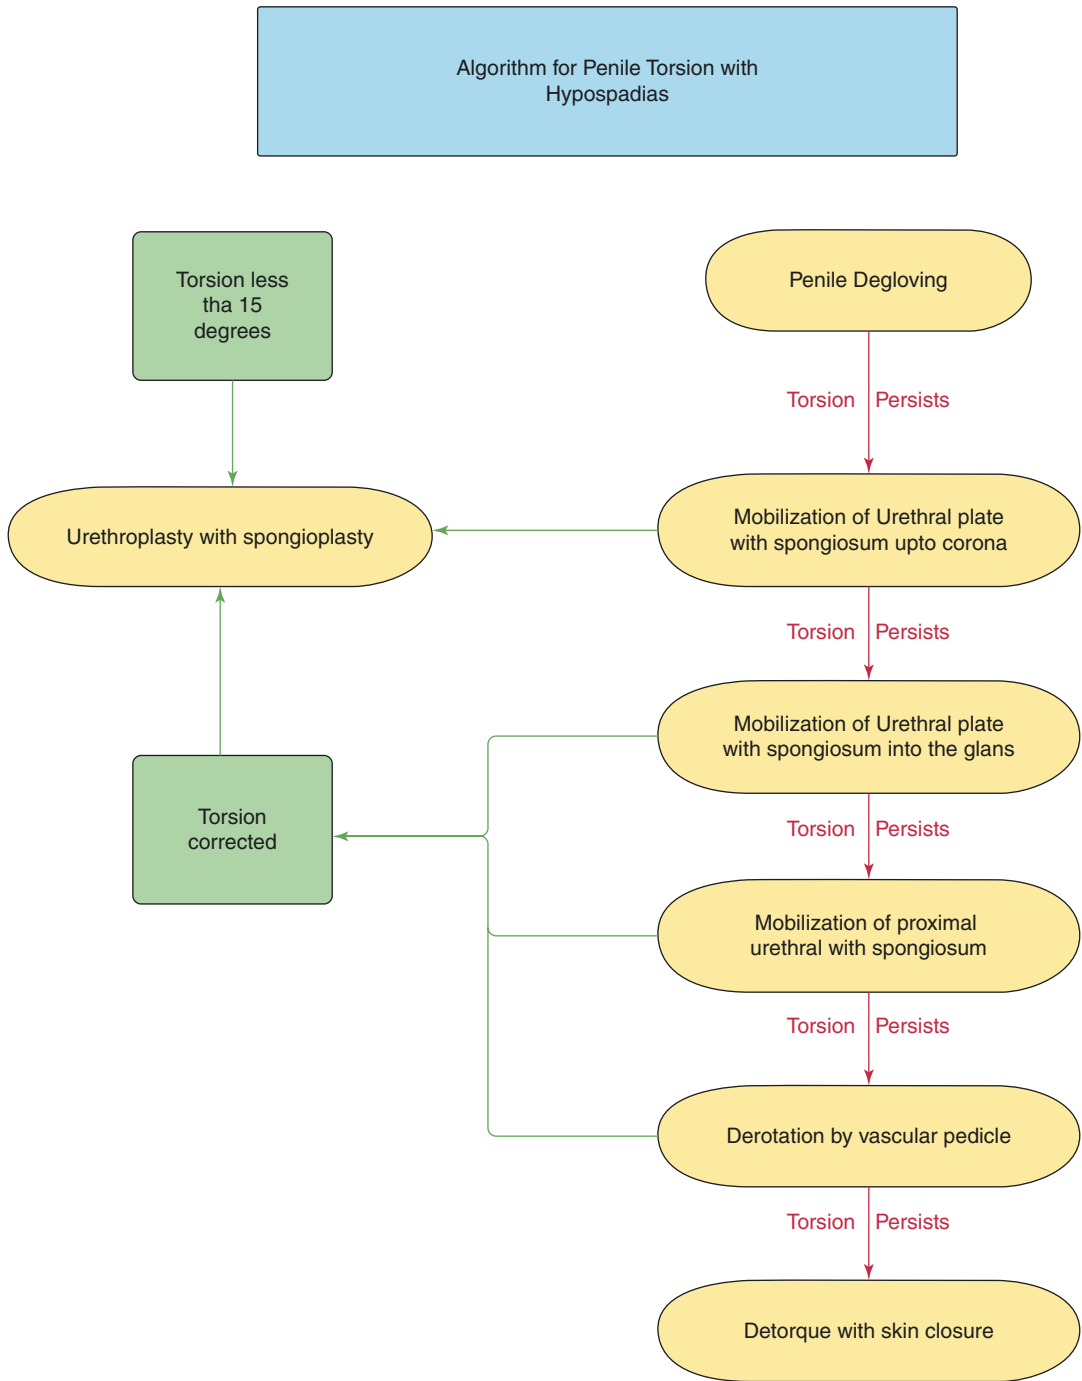 Algorithm for Penile Torsion with
Hypospadias
Torsion less
tha 15
degrees
Penile Degloving
Torsion Persists
Urethroplasty with spongioplasty
Mobilization of Urethral plate
with spongiosum upto corona
Torsion Persists
Mobilization of Urethral plate
with spongiosum into the glans
Torsion
corrected
Torsion Persists
Mobilization of proximal
urethral with spongiosum
Torsion Persists
Derotation by vascular pedicle
Torsion Persists
Detorque with skin closure